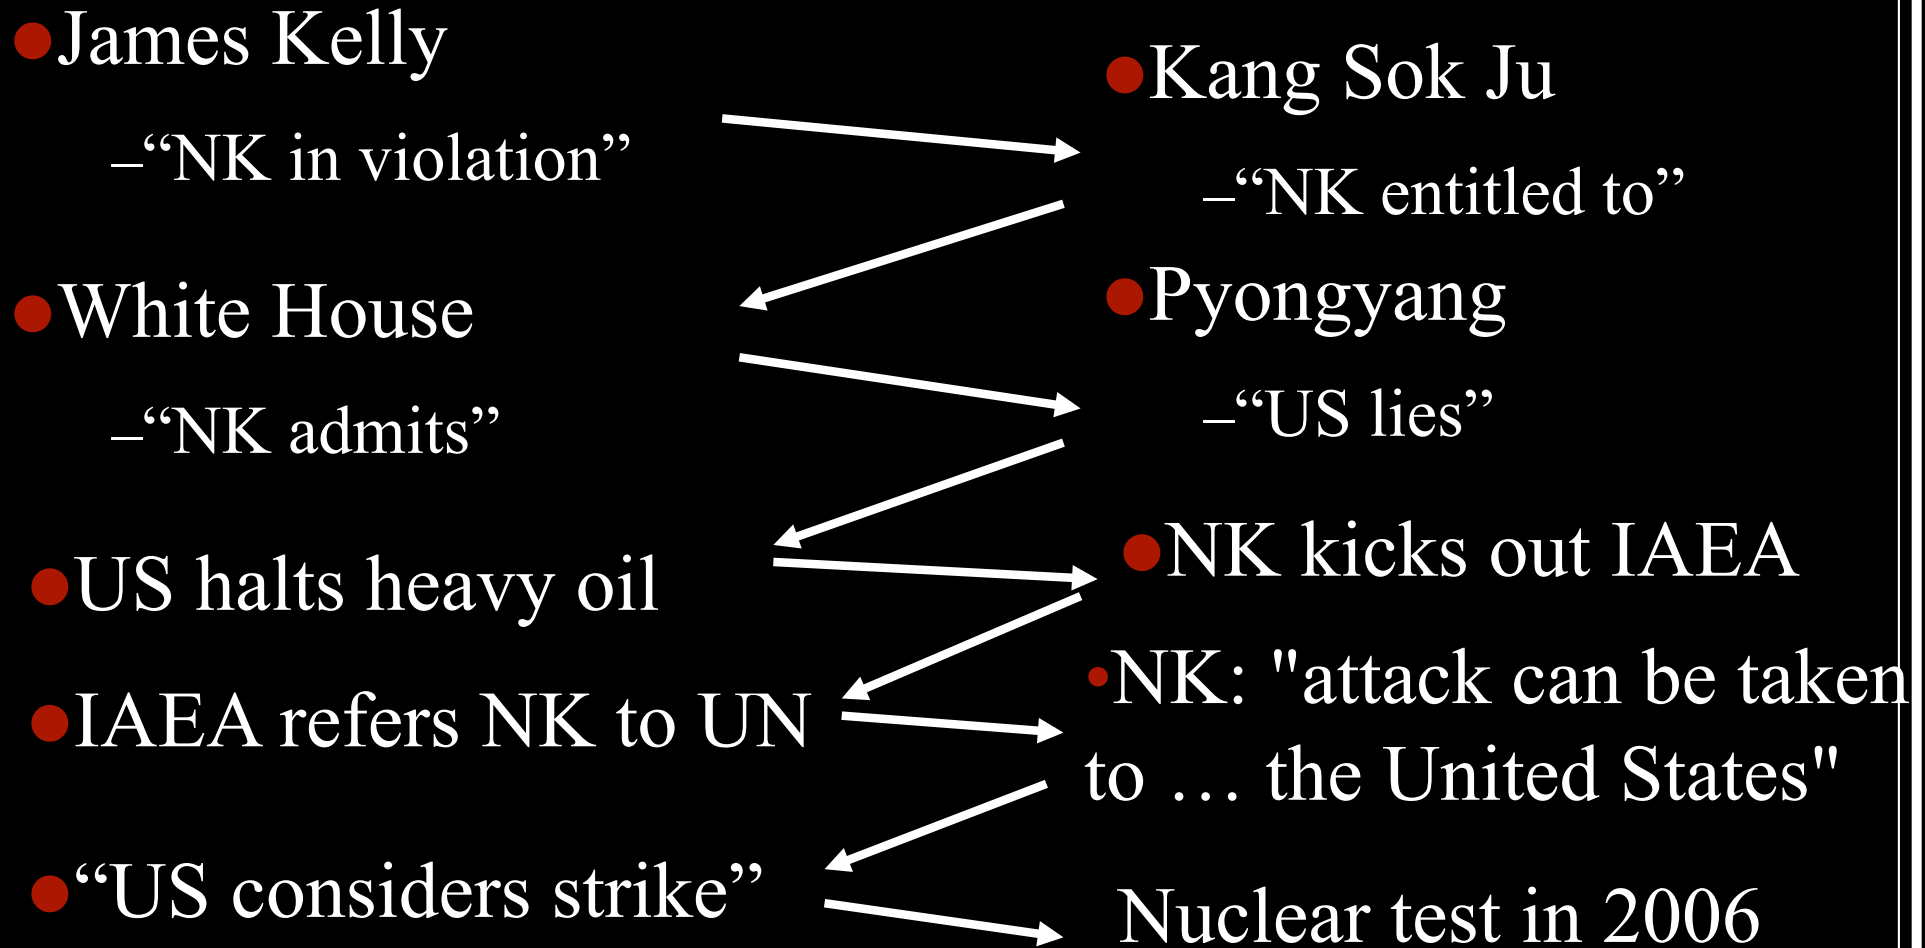 ●James Kelly
–“NK in violation”
●Kang Sok Ju
–“NK entitled to”
●White House
–“NK admits”
●Pyongyang
–“US lies”
●US halts heavy oil
●NK kicks out IAEA
●IAEA refers NK to UN
•NK: "attack can be taken
to … the United States"
●“US considers strike”
Nuclear test in 2006